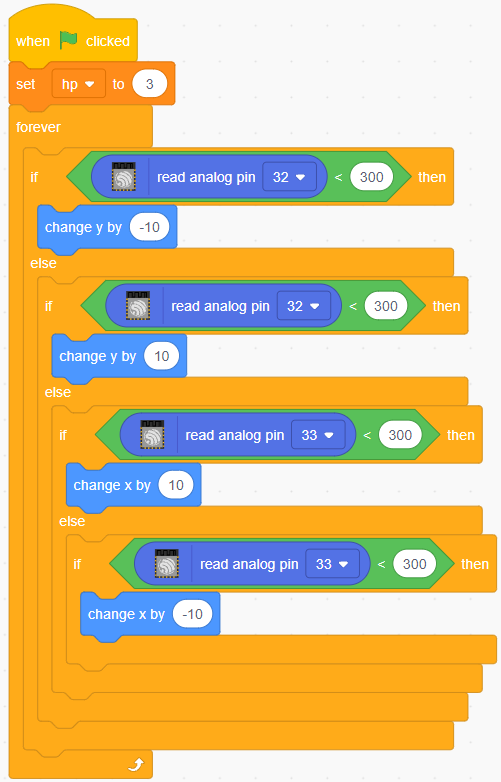 when clicked
set hp to 3
forever
if read analog pin 32 < 300 then
change y by -10
else
if read analog pin 32 < 300 then
change y by 10
else
if read analog pin 33 < 300 then
change x by 10
else
if read analog pin 33 < 300 then
change x by -10